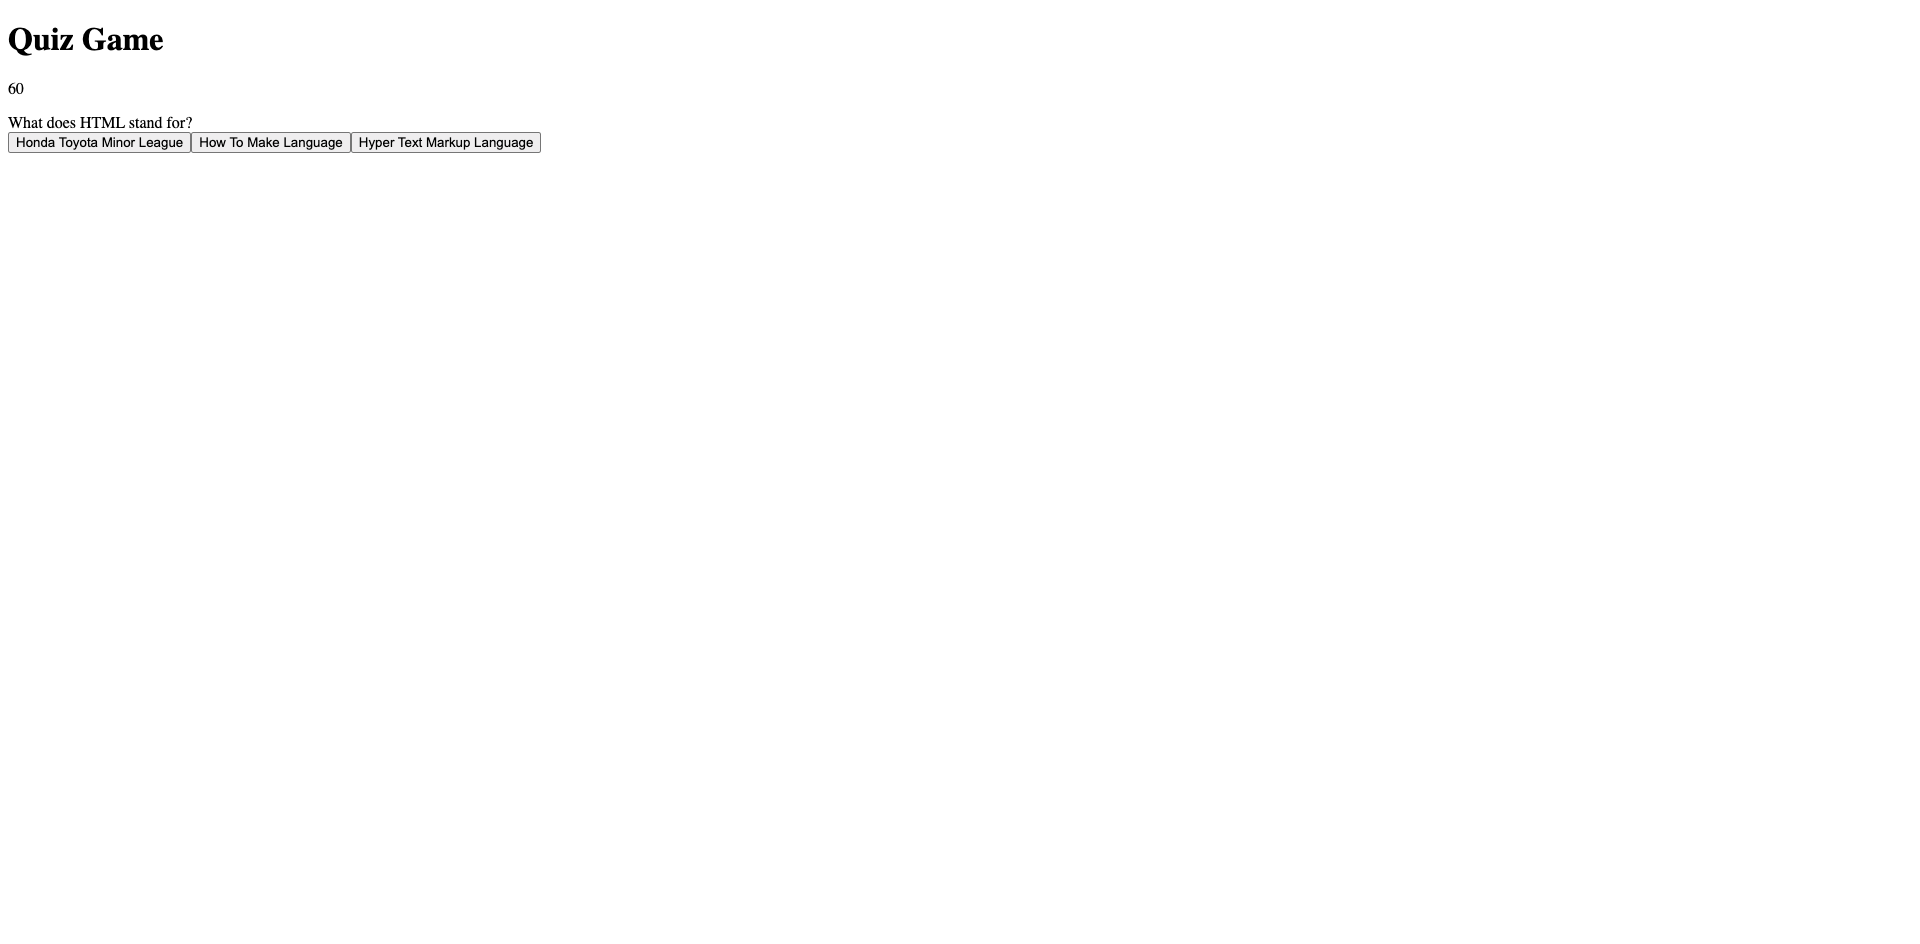 Quiz Game
60
What does HTML stand for?
Honda Toyota Minor League How To Make Language Hyper Text Markup Language